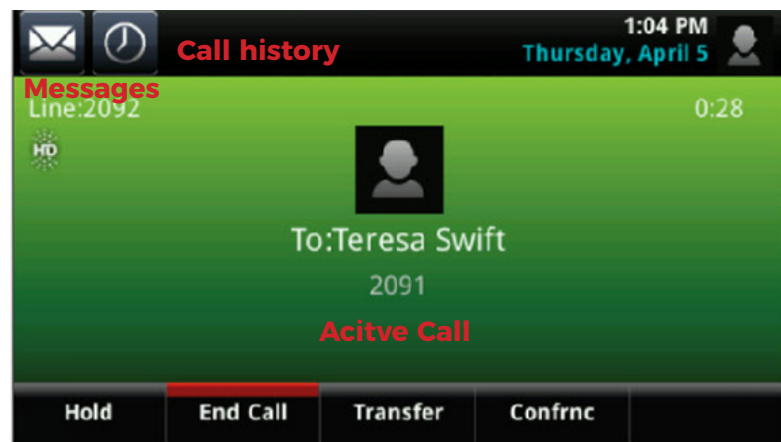 1:04 PM
Call history
Thursday, April 5
Messages
Line:2092
0:28
HD
To:Teresa Swift
2091
Acitve Call
Hold
End Call
Transfer
Confrnc